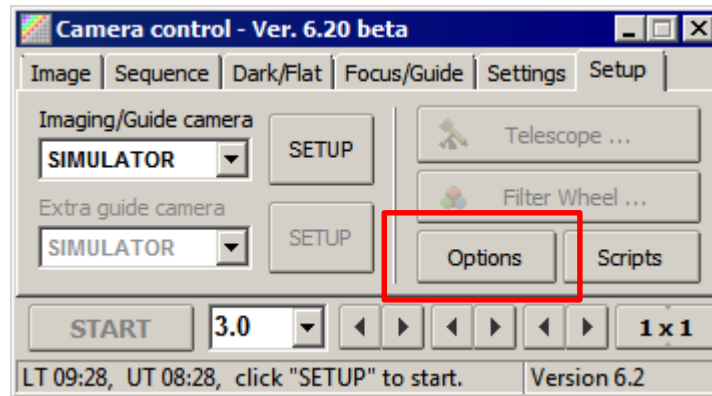 Camera control - Ver. 6.20 beta
Image Sequence Dark/Flat Focus/Guide Settings Setup
Imaging/Guide camera
SIMULATOR SETUP
Telescope ...
Filter Wheel ...
Extra guide camera
SIMULATOR SETUP
Options Scripts
START 3.0 1 x 1
LT 09:28, UT 08:28, click "SETUP" to start. Version 6.2